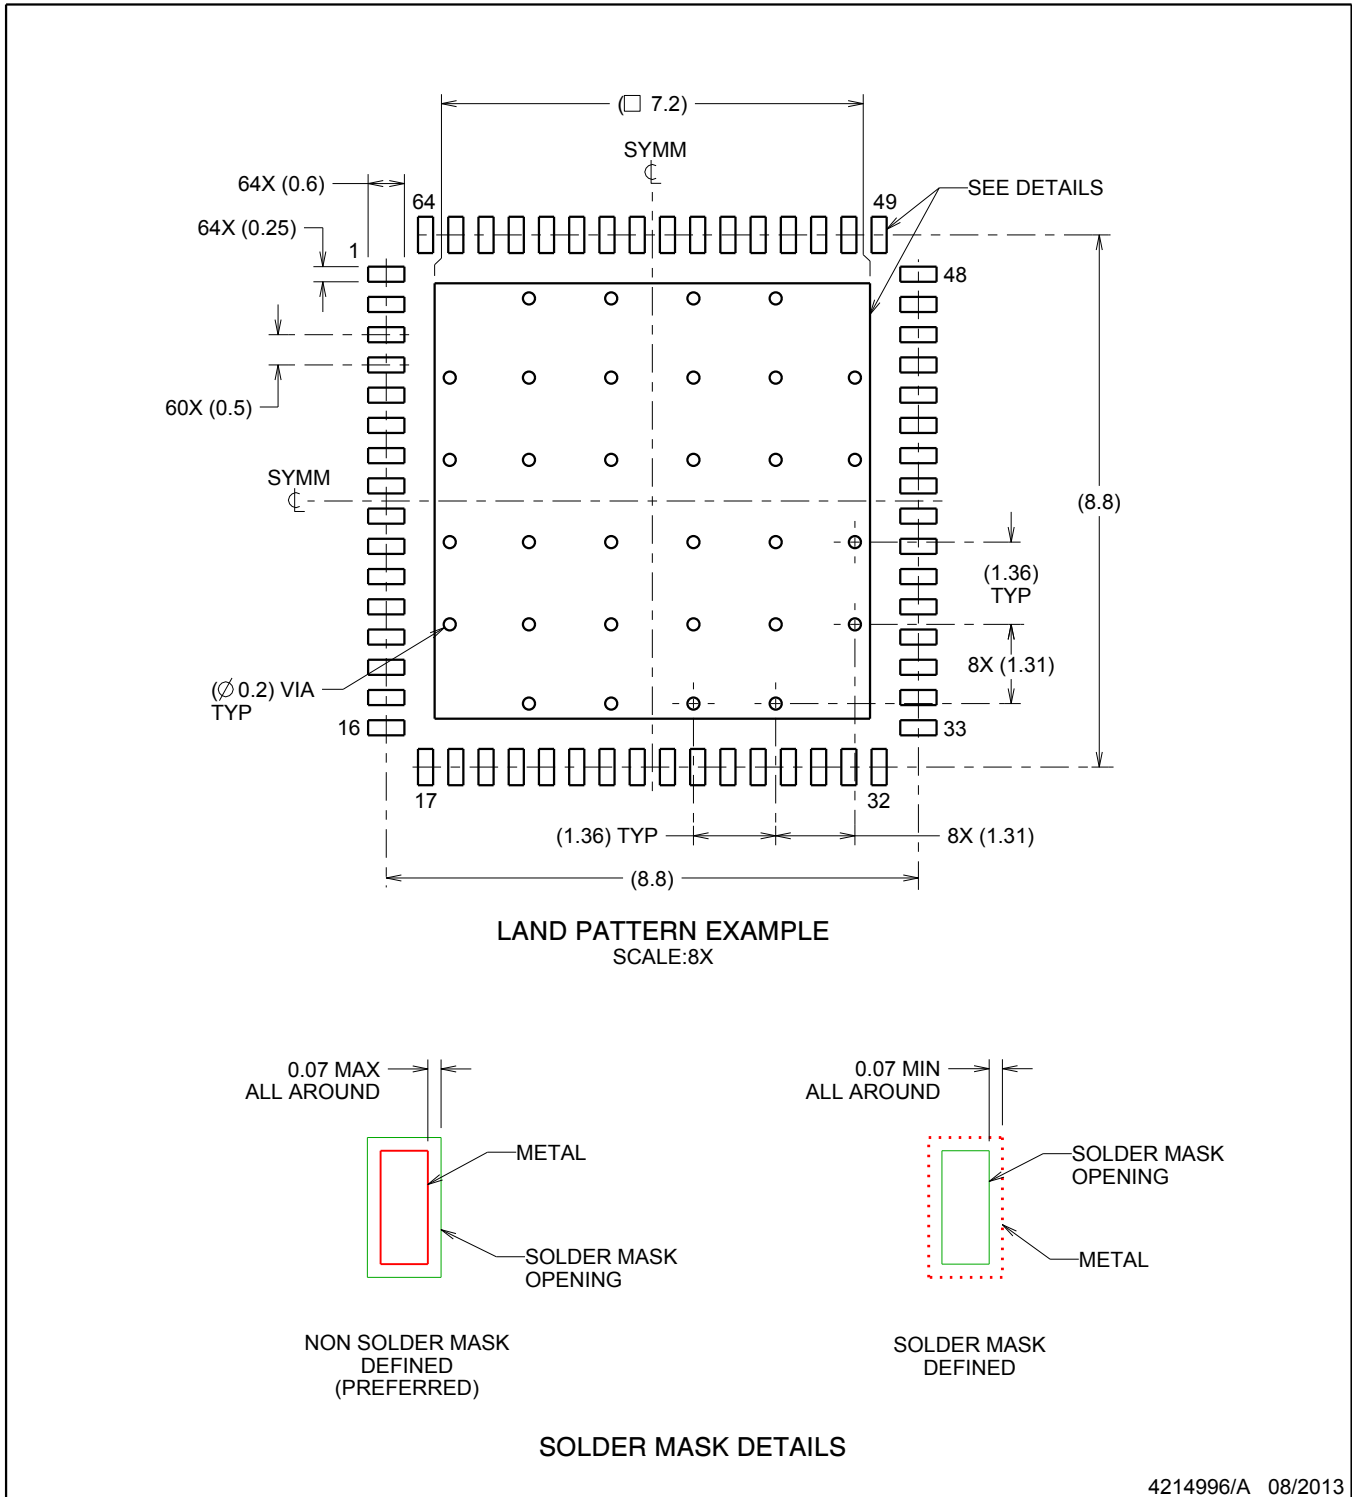 (□ 7.2)
SYMM
℄
64X (0.6)
64
49
SEE DETAILS
64X (0.25)
1
48
60X (0.5)
SYMM
℄
(8.8)
(1.36)
TYP
8X (1.31)
(∅ 0.2) VIA
TYP
16
33
17
32
(1.36) TYP
8X (1.31)
(8.8)
LAND PATTERN EXAMPLE
SCALE:8X
0.07 MAX
ALL AROUND
METAL
SOLDER MASK
OPENING
NON SOLDER MASK
DEFINED
(PREFERRED)
0.07 MIN
ALL AROUND
SOLDER MASK
OPENING
METAL
SOLDER MASK
DEFINED
SOLDER MASK DETAILS
4214996/A 08/2013